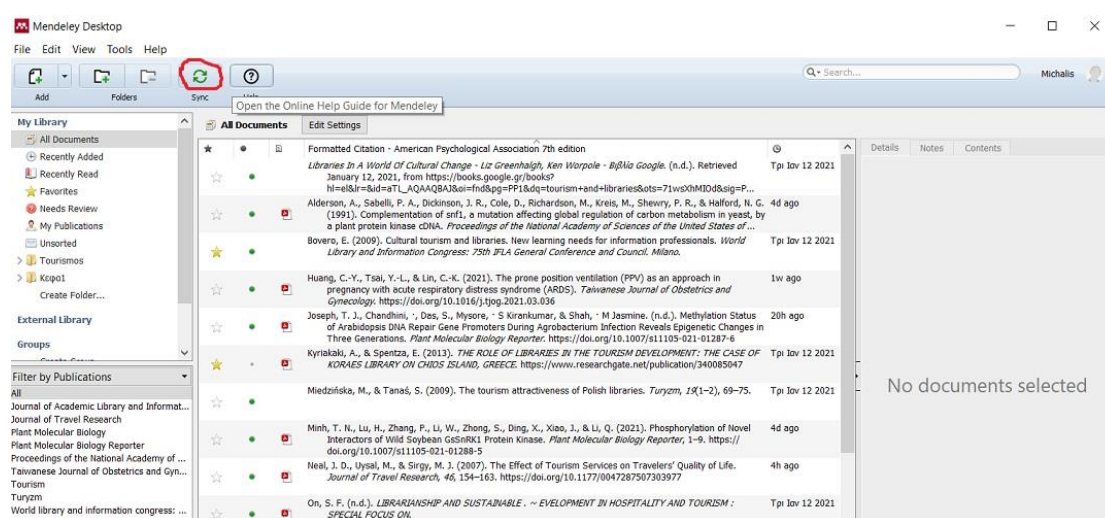 Mendeley Desktop
File Edit View Tools Help
Search...
Michalis
Add Folders Sync
Open the Online Help Guide for Mendeley
My Library
All Documents
Recently Added
Recently Read
Favorites
Needs Review
My Publications
Unsorted
Tourismos
Κεφα1
Create Folder...
External Library
Groups
Filter by Publications
All
Journal of Academic Library and Informat...
Journal of Travel Research
Plant Molecular Biology
Plant Molecular Biology Reporter
Proceedings of the National Academy of ...
Taiwanese Journal of Obstetrics and Gyn...
Tourism
Turyzm
World library and information congress: ...
All Documents Edit Settings
Formatted Citation - American Psychological Association 7th edition
Libraries In A World Of Cultural Change - Liz Greenhalgh, Ken Worpole - Βιβλία Google. (n.d.). Retrieved Τρι Ιαν 12 2021
January 12, 2021, from https://books.google.gr/books?
hl=el&lr=&id=aTL_AQAAQBAJ&oi=fnd&pg=PP1&dq=tourism+and+libraries&ots=71wsXhMIOd&sig=P...
Alderson, A., Sabelli, P. A., Dickinson, J. R., Cole, D., Richardson, M., Kreis, M., Shewry, P. R., & Halford, N. G. 4d ago
(1991). Complementation of snf1, a mutation affecting global regulation of carbon metabolism in yeast, by
a plant protein kinase cDNA. Proceedings of the National Academy of Sciences of the United States of ...
Bovero, E. (2009). Cultural tourism and libraries. New learning needs for information professionals. World Τρι Ιαν 12 2021
Library and Information Congress: 75th IFLA General Conference and Council. Milano.
Huang, C.-Y., Tsai, Y.-L., & Lin, C.-K. (2021). The prone position ventilation (PPV) as an approach in 1w ago
pregnancy with acute respiratory distress syndrome (ARDS). Taiwanese Journal of Obstetrics and
Gynecology. https://doi.org/10.1016/j.tjog.2021.03.036
Joseph, T. J., Chandhini, ·, Das, S., Mysore, · S Kirankumar, & Shah, · M Jasmine. (n.d.). Methylation Status 20h ago
of Arabidopsis DNA Repair Gene Promoters During Agrobacterium Infection Reveals Epigenetic Changes in
Three Generations. Plant Molecular Biology Reporter. https://doi.org/10.1007/s11105-021-01287-6
Kyriakaki, A., & Spentza, E. (2013). THE ROLE OF LIBRARIES IN THE TOURISM DEVELOPMENT: THE CASE OF Τρι Ιαν 12 2021
KORAES LIBRARY ON CHIOS ISLAND, GREECE. https://www.researchgate.net/publication/340085047
Miedzińska, M., & Tanaś, S. (2009). The tourism attractiveness of Polish libraries. Turyzm, 19(1–2), 69–75. Τρι Ιαν 12 2021
Minh, T. N., Lu, H., Zhang, P., Li, W., Zhong, S., Ding, X., Xiao, J., & Li, Q. (2021). Phosphorylation of Novel 4d ago
Interactors of Wild Soybean GsSnRK1 Protein Kinase. Plant Molecular Biology Reporter, 1–9. https://
doi.org/10.1007/s11105-021-01288-5
Neal, J. D., Uysal, M., & Sirgy, M. J. (2007). The Effect of Tourism Services on Travelers' Quality of Life. 4h ago
Journal of Travel Research, 46, 154–163. https://doi.org/10.1177/0047287507303977
On, S. F. (n.d.). LIBRARIANSHIP AND SUSTAINABLE . ~ EVELOPMENT IN HOSPITALITY AND TOURISM : Τρι Ιαν 12 2021
SPECIAL FOCUS ON.
Details Notes Contents
No documents selected